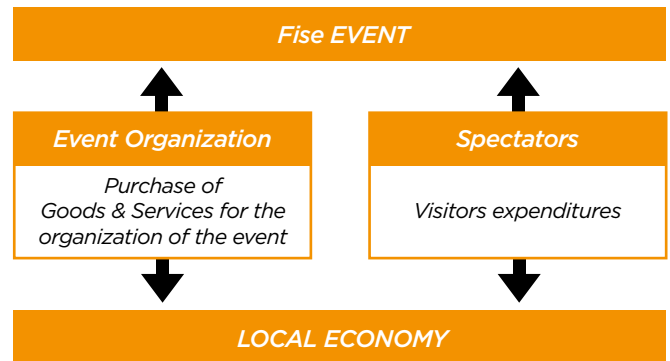 Fise EVENT
Event Organization
Purchase of
Goods & Services for the
organization of the event
Spectators
Visitors expenditures
LOCAL ECONOMY